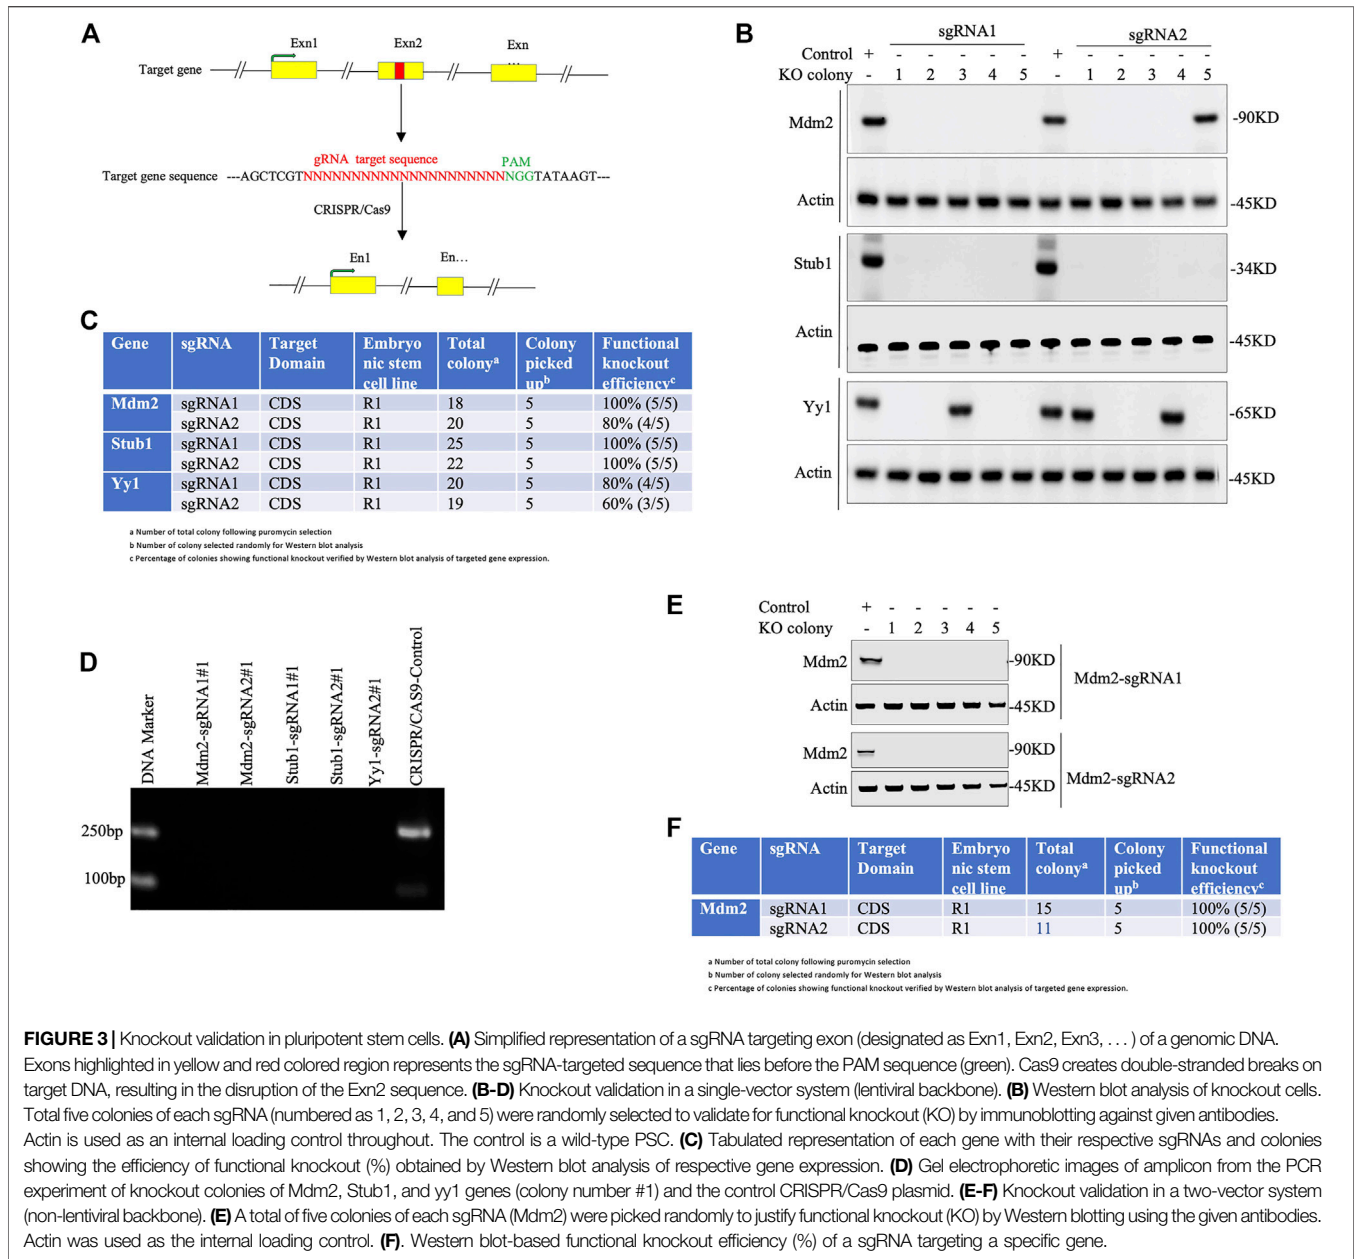 A
Exn1 Exn2 Exn
...
Target gene
gRNA target sequence PAM
Target gene sequence ---AGCTCGTNNNNNNNNNNNNNNNNNNNNNNGGTATAAGT---
CRISPR/Cas9
En1 En...
B
sgRNA1 sgRNA2
Control + - - - - - + - - - - -
KO colony - 1 2 3 4 5 - 1 2 3 4 5
Mdm2 -90KD
Actin -45KD
Stub1 -34KD
Actin -45KD
Yy1 -65KD
Actin -45KD
C
Gene sgRNA Target Domain Embryo nic stem cell line Total colonyᵃ Colony picked upᵇ Functional knockout efficiencyᶜ
Mdm2 sgRNA1 CDS R1 18 5 100% (5/5)
sgRNA2 CDS R1 20 5 80% (4/5)
Stub1 sgRNA1 CDS R1 25 5 100% (5/5)
sgRNA2 CDS R1 22 5 100% (5/5)
Yy1 sgRNA1 CDS R1 20 5 80% (4/5)
sgRNA2 CDS R1 19 5 60% (3/5)
a Number of total colony following puromycin selection
b Number of colony selected randomly for Western blot analysis
c Percentage of colonies showing functional knockout verified by Western blot analysis of targeted gene expression.
D
DNA Marker
Mdm2-sgRNA1#1
Mdm2-sgRNA2#1
Stub1-sgRNA1#1
Stub1-sgRNA2#1
Yy1-sgRNA2#1
CRISPR/CAS9-Control
250bp
100bp
E
Control + - - - - -
KO colony - 1 2 3 4 5
Mdm2 -90KD
Mdm2-sgRNA1
Actin -45KD
Mdm2 -90KD
Mdm2-sgRNA2
Actin -45KD
F
Gene sgRNA Target Domain Embryo nic stem cell line Total colonyᵃ Colony picked upᵇ Functional knockout efficiencyᶜ
Mdm2 sgRNA1 CDS R1 15 5 100% (5/5)
sgRNA2 CDS R1 11 5 100% (5/5)
a Number of total colony following puromycin selection
b Number of colony selected randomly for Western blot analysis
c Percentage of colonies showing functional knockout verified by Western blot analysis of targeted gene expression.
FIGURE 3 | Knockout validation in pluripotent stem cells. (A) Simplified representation of a sgRNA targeting exon (designated as Exn1, Exn2, Exn3, . . . ) of a genomic DNA.
Exons highlighted in yellow and red colored region represents the sgRNA-targeted sequence that lies before the PAM sequence (green). Cas9 creates double-stranded breaks on
target DNA, resulting in the disruption of the Exn2 sequence. (B-D) Knockout validation in a single-vector system (lentiviral backbone). (B) Western blot analysis of knockout cells.
Total five colonies of each sgRNA (numbered as 1, 2, 3, 4, and 5) were randomly selected to validate for functional knockout (KO) by immunoblotting against given antibodies.
Actin is used as an internal loading control throughout. The control is a wild-type PSC. (C) Tabulated representation of each gene with their respective sgRNAs and colonies
showing the efficiency of functional knockout (%) obtained by Western blot analysis of respective gene expression. (D) Gel electrophoretic images of amplicon from the PCR
experiment of knockout colonies of Mdm2, Stub1, and yy1 genes (colony number #1) and the control CRISPR/Cas9 plasmid. (E-F) Knockout validation in a two-vector system
(non-lentiviral backbone). (E) A total of five colonies of each sgRNA (Mdm2) were picked randomly to justify functional knockout (KO) by Western blotting using the given antibodies.
Actin was used as the internal loading control. (F). Western blot-based functional knockout efficiency (%) of a sgRNA targeting a specific gene.